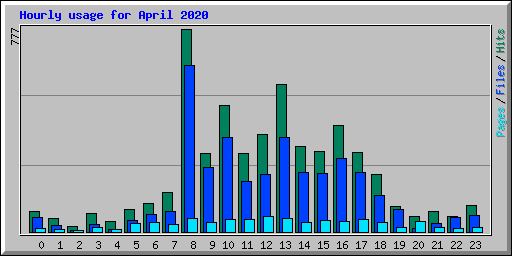 Hourly usage for April 2020
777
Pages / Files / Hits
0 1 2 3 4 5 6 7 8 9 10 11 12 13 14 15 16 17 18 19 20 21 22 23